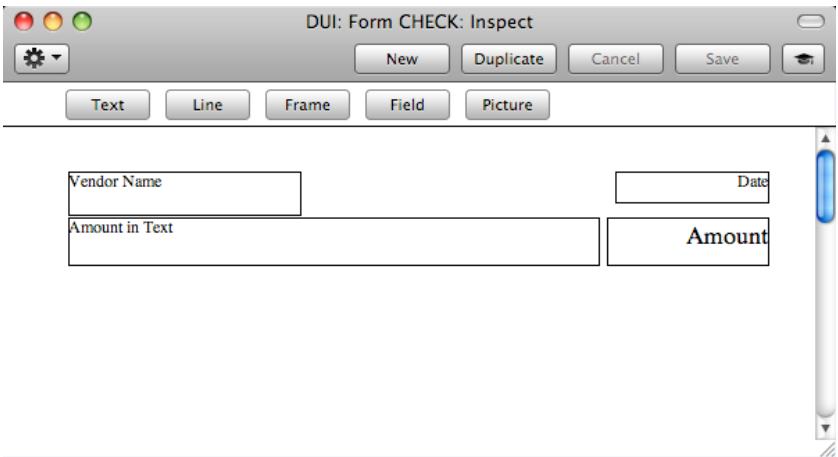 DUI: Form CHECK: Inspect
New Duplicate Cancel Save
Text Line Frame Field Picture
Vendor Name Date
Amount in Text Amount